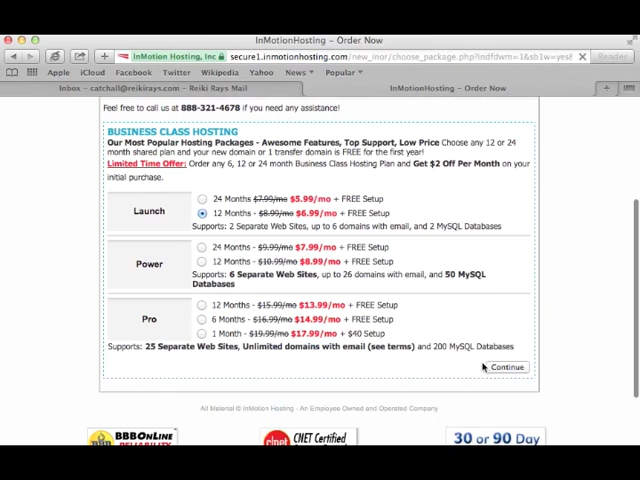 InMotionHosting - Order Now
InMotion Hosting, Inc
secure1.inmotionhosting.com/new_inor/choose_package.php?indfdwm=1&sb1w=yes&
Reader
Apple iCloud Facebook Twitter Wikipedia Yahoo News Popular
Inbox – catchall@reikirays.com – Reiki Rays Mail
InMotionHosting - Order Now
Feel free to call us at 888-321-4678 if you need any assistance!
BUSINESS CLASS HOSTING
Our Most Popular Hosting Packages - Awesome Features, Top Support, Low Price Choose any 12 or 24
month shared plan and your new domain or 1 transfer domain is FREE for the first year!
Limited Time Offer: Order any 6, 12 or 24 month Business Class Hosting Plan and Get $2 Off Per Month on your
initial purchase.
Launch
24 Months $7.99/mo $5.99/mo + FREE Setup
12 Months - $8.99/mo $6.99/mo + FREE Setup
Supports: 2 Separate Web Sites, up to 6 domains with email, and 2 MySQL Databases
Power
24 Months - $9.99/mo $7.99/mo + FREE Setup
12 Months - $10.99/mo $8.99/mo + FREE Setup
Supports: 6 Separate Web Sites, up to 26 domains with email, and 50 MySQL
Databases
Pro
12 Months - $15.99/mo $13.99/mo + FREE Setup
6 Months - $16.99/mo $14.99/mo + FREE Setup
1 Month - $19.99/mo $17.99/mo + $40 Setup
Supports: 25 Separate Web Sites, Unlimited domains with email (see terms) and 200 MySQL Databases
Continue
All Material © InMotion Hosting - An Employee Owned and Operated Company
BBB
BBBONLINE
RELIABILITY
cnet
CNET Certified
30 or 90 Day